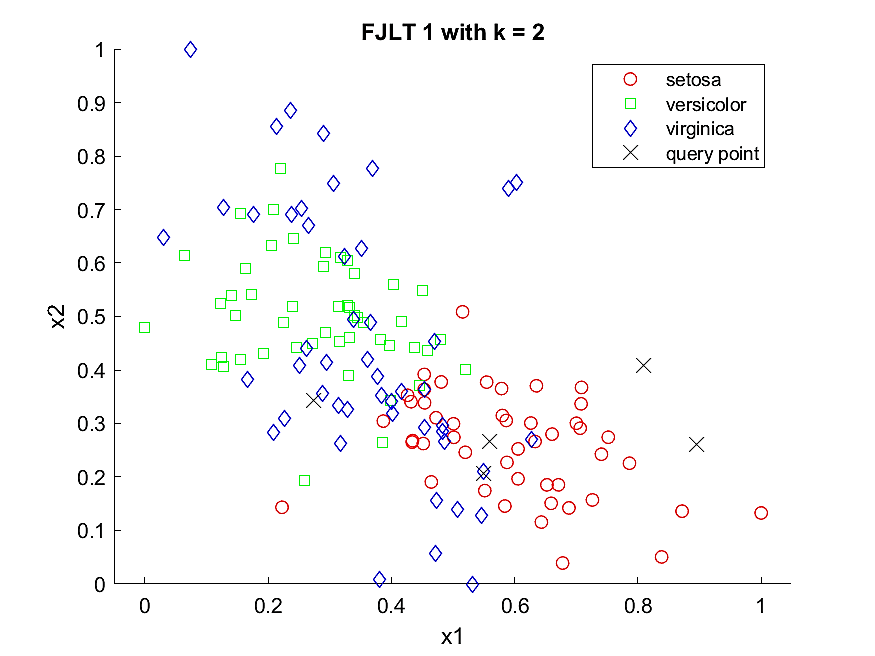 FJLT 1 with k = 2
setosa
versicolor
virginica
query point
1
0.9
0.8
0.7
0.6
0.5
0.4
0.3
0.2
0.1
0
x2
0 0.2 0.4 0.6 0.8 1
x1